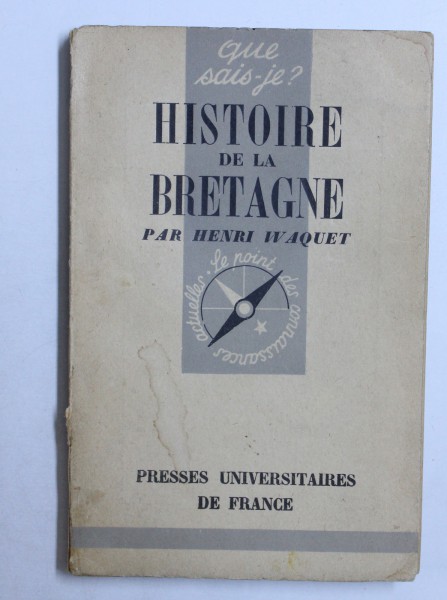 que
sais-je?
HISTOIRE
DE LA
BRETAGNE
PAR HENRI WAQUET
Le point des connaissances actuelles
PRESSES UNIVERSITAIRES
DE FRANCE